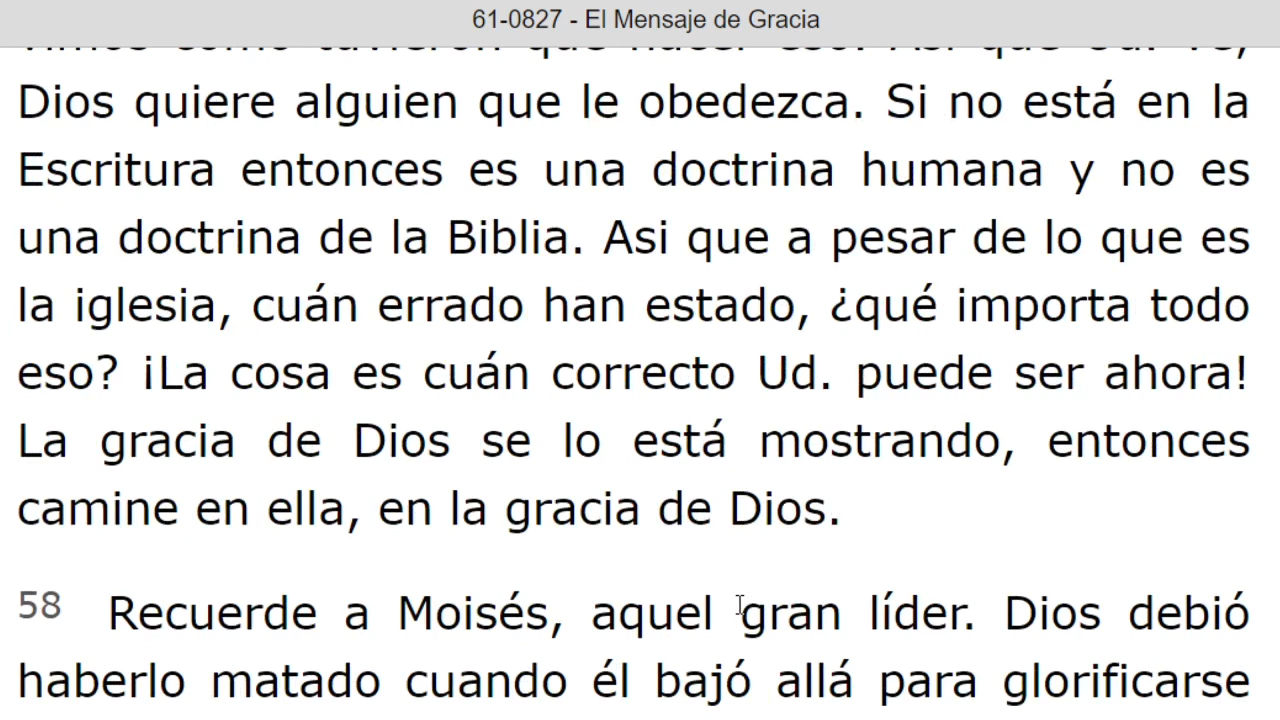 61-0827 - El Mensaje de Gracia
Dios quiere alguien que le obedezca. Si no está en la
Escritura entonces es una doctrina humana y no es
una doctrina de la Biblia. Asi que a pesar de lo que es
la iglesia, cuán errado han estado, ¿qué importa todo
eso? ¡La cosa es cuán correcto Ud. puede ser ahora!
La gracia de Dios se lo está mostrando, entonces
camine en ella, en la gracia de Dios.
58 Recuerde a Moisés, aquel gran líder. Dios debió
haberlo matado cuando él bajó allá para glorificarse